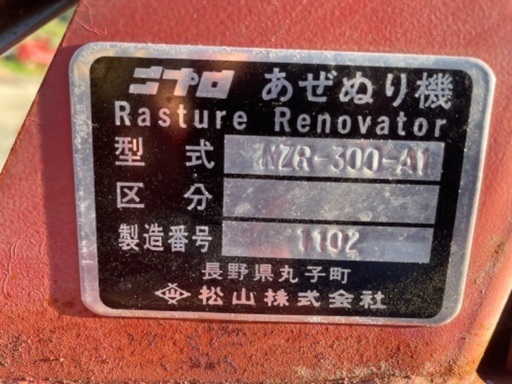 ニプロ あぜぬり機
Rasture Renovator
型式 NZR-300-A1
区分
製造番号 1102
長野県丸子町
松山株式会社